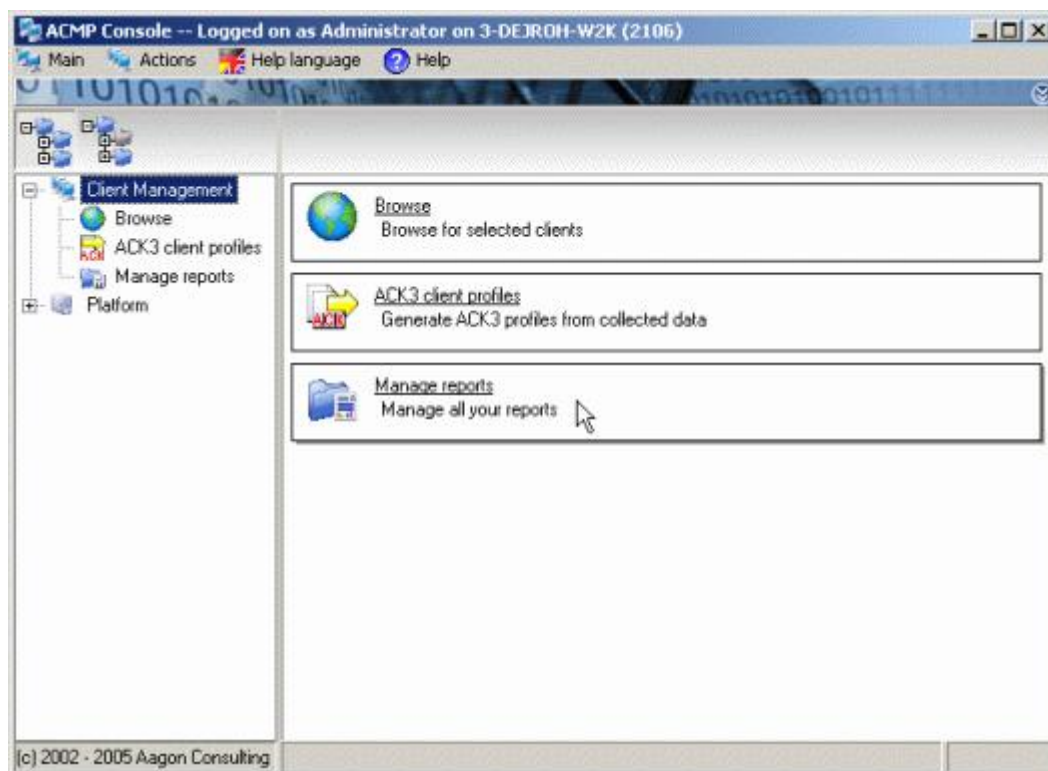 ACMP Console -- Logged on as Administrator on 3-DEJROH-W2K (2106)
Main Actions Help language Help
Client Management
Browse
ACK3 client profiles
Manage reports
Platform
Browse
Browse for selected clients
ACK3 client profiles
Generate ACK3 profiles from collected data
Manage reports
Manage all your reports
(c) 2002 - 2005 Aagon Consulting